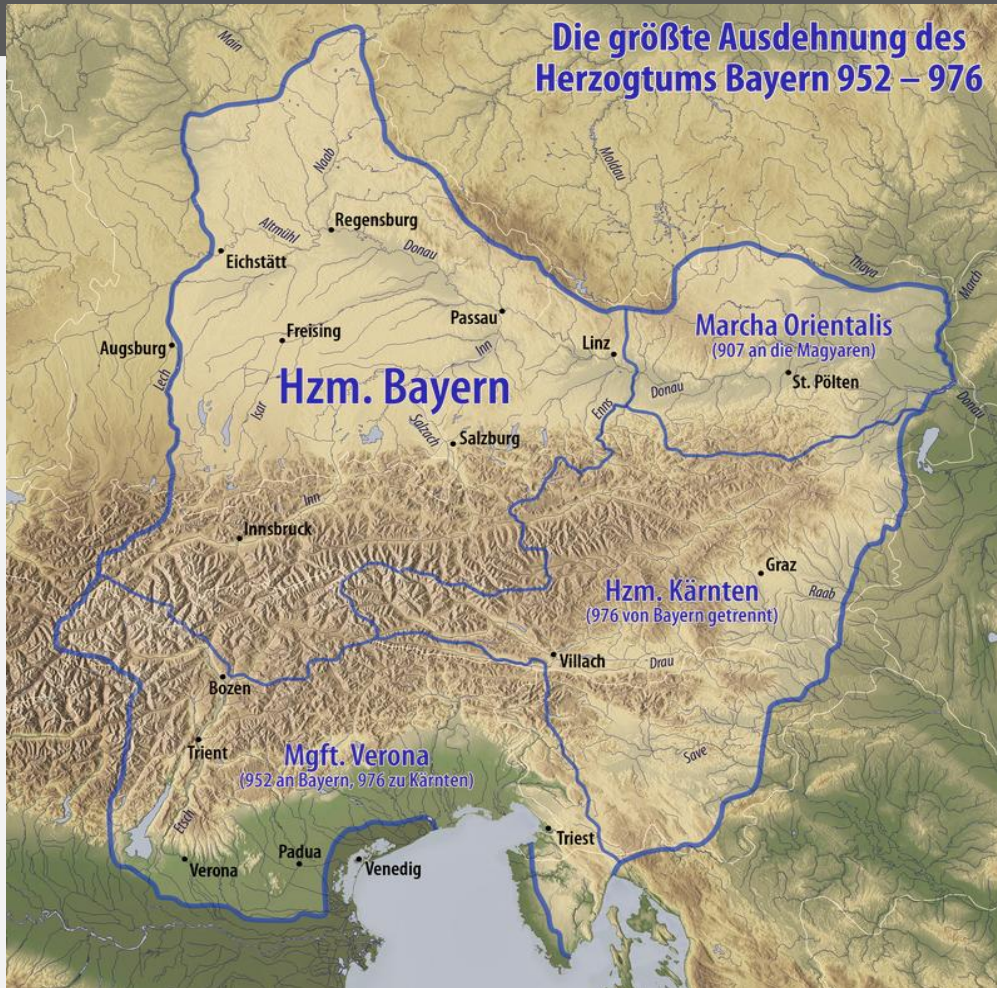 Die größte Ausdehnung des
Herzogtums Bayern 952 – 976
Main
Naab
Moldau
Regensburg
Altmühl
Donau
Eichstätt
Thaya
March
Passau
Marcha Orientalis
(907 an die Magyaren)
Freising
Augsburg
Linz
Inn
Lech
Hzm. Bayern
St. Pölten
Donau
Donau
Isar
Enns
Salzach
Salzburg
Inn
Innsbruck
Graz
Hzm. Kärnten
(976 von Bayern getrennt)
Raab
Villach
Drau
Bozen
Trient
Mgft. Verona
(952 an Bayern, 976 zu Kärnten)
Save
Etsch
Triest
Padua
Venedig
Verona